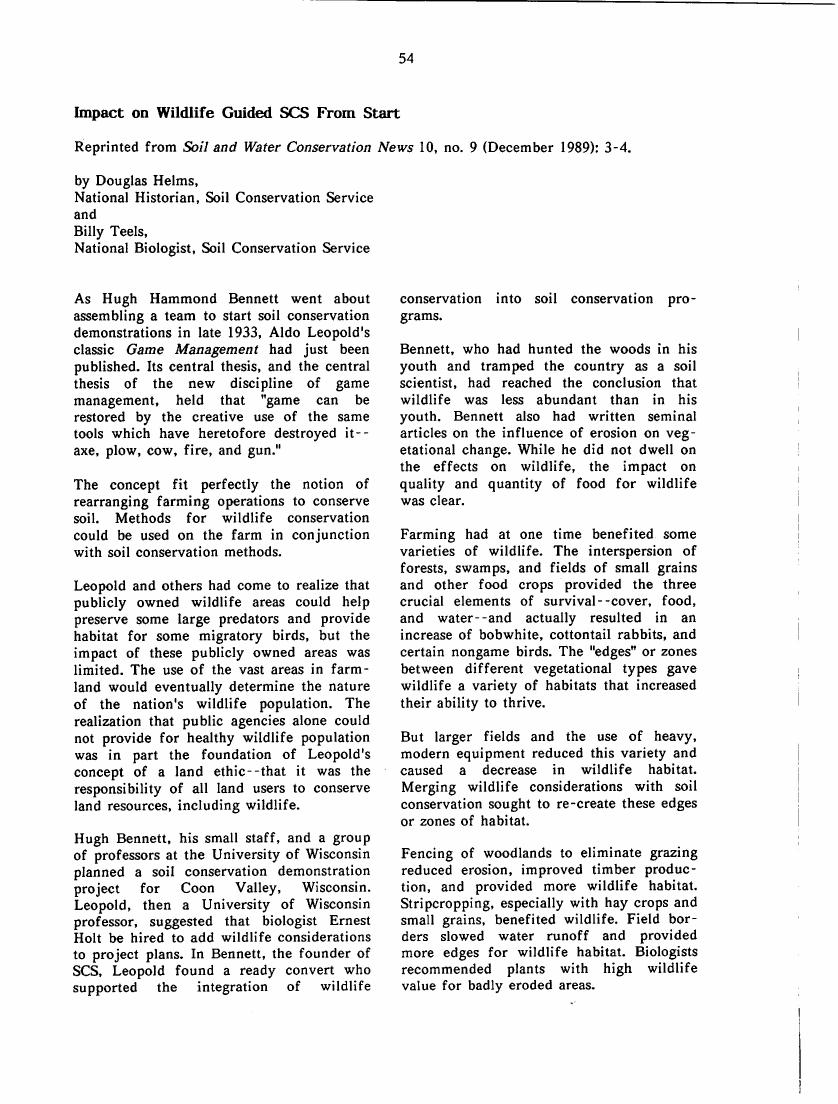 54
Impact on Wildlife Guided SCS From Start
Reprinted from Soil and Water Conservation News 10, no. 9 (December 1989): 3-4.
by Douglas Helms,
National Historian, Soil Conservation Service
and
Billy Teels,
National Biologist, Soil Conservation Service
As Hugh Hammond Bennett went about
assembling a team to start soil conservation
demonstrations in late 1933, Aldo Leopold's
classic Game Management had just been
published. Its central thesis, and the central
thesis of the new discipline of game
management, held that "game can be
restored by the creative use of the same
tools which have heretofore destroyed it--
axe, plow, cow, fire, and gun."
The concept fit perfectly the notion of
rearranging farming operations to conserve
soil. Methods for wildlife conservation
could be used on the farm in conjunction
with soil conservation methods.
Leopold and others had come to realize that
publicly owned wildlife areas could help
preserve some large predators and provide
habitat for some migratory birds, but the
impact of these publicly owned areas was
limited. The use of the vast areas in farm-
land would eventually determine the nature
of the nation's wildlife population. The
realization that public agencies alone could
not provide for healthy wildlife population
was in part the foundation of Leopold's
concept of a land ethic--that it was the
responsibility of all land users to conserve
land resources, including wildlife.
Hugh Bennett, his small staff, and a group
of professors at the University of Wisconsin
planned a soil conservation demonstration
project for Coon Valley, Wisconsin.
Leopold, then a University of Wisconsin
professor, suggested that biologist Ernest
Holt be hired to add wildlife considerations
to project plans. In Bennett, the founder of
SCS, Leopold found a ready convert who
supported the integration of wildlife
conservation into soil conservation pro-
grams.
Bennett, who had hunted the woods in his
youth and tramped the country as a soil
scientist, had reached the conclusion that
wildlife was less abundant than in his
youth. Bennett also had written seminal
articles on the influence of erosion on veg-
etational change. While he did not dwell on
the effects on wildlife, the impact on
quality and quantity of food for wildlife
was clear.
Farming had at one time benefited some
varieties of wildlife. The interspersion of
forests, swamps, and fields of small grains
and other food crops provided the three
crucial elements of survival--cover, food,
and water--and actually resulted in an
increase of bobwhite, cottontail rabbits, and
certain nongame birds. The "edges" or zones
between different vegetational types gave
wildlife a variety of habitats that increased
their ability to thrive.
But larger fields and the use of heavy,
modern equipment reduced this variety and
caused a decrease in wildlife habitat.
Merging wildlife considerations with soil
conservation sought to re-create these edges
or zones of habitat.
Fencing of woodlands to eliminate grazing
reduced erosion, improved timber produc-
tion, and provided more wildlife habitat.
Stripcropping, especially with hay crops and
small grains, benefited wildlife. Field bor-
ders slowed water runoff and provided
more edges for wildlife habitat. Biologists
recommended plants with high wildlife
value for badly eroded areas.